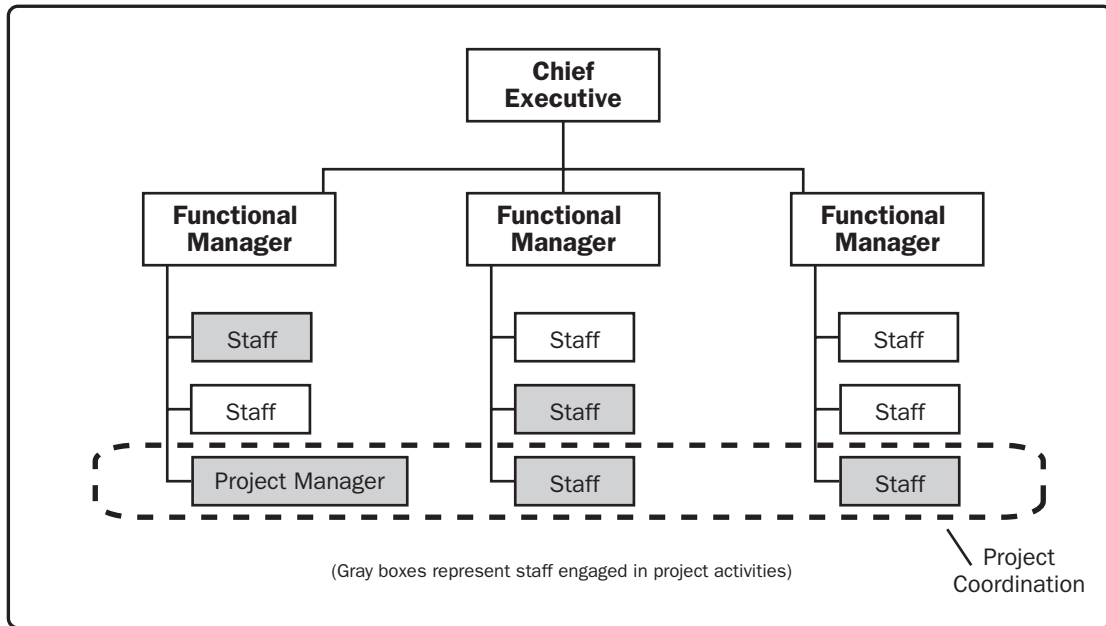 Chief
Executive
Functional
Manager
Functional
Manager
Functional
Manager
Staff
Staff
Staff
Staff
Staff
Staff
Project Manager
Staff
Staff
(Gray boxes represent staff engaged in project activities)
Project
Coordination